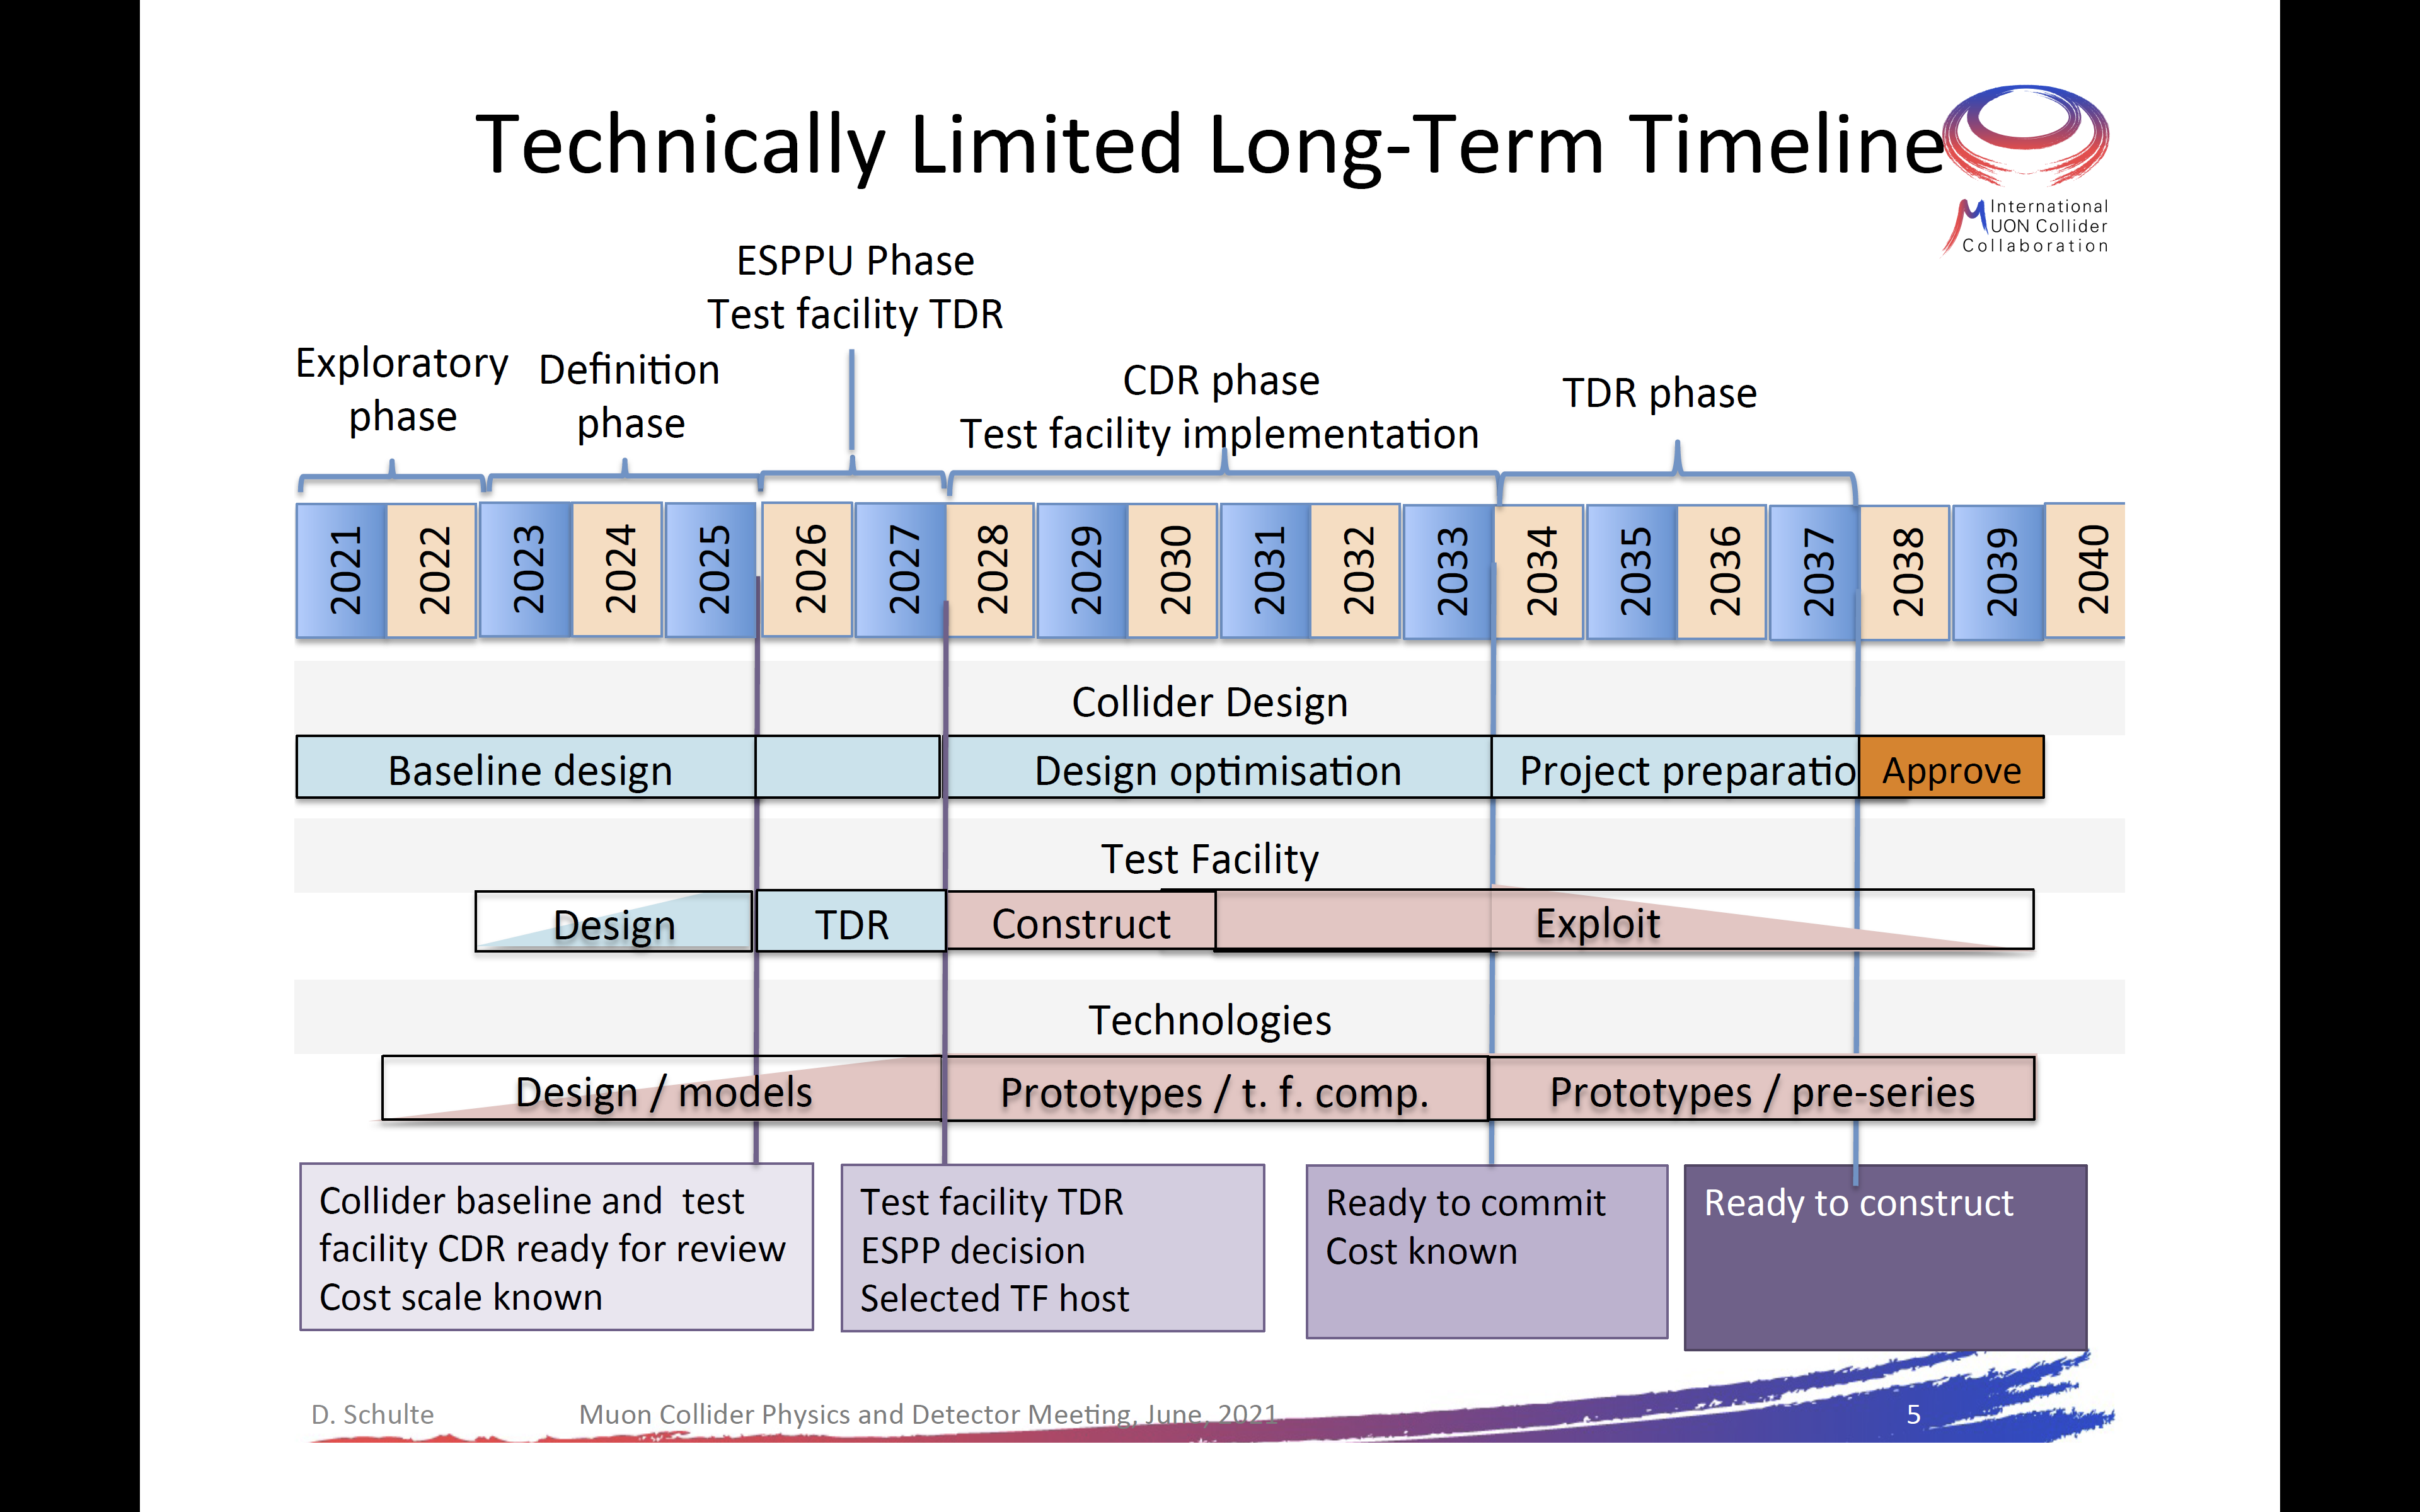 Technically Limited Long-Term Timeline
International
MUON Collider
Collaboration
ESPPU Phase
Test facility TDR
Exploratory
phase
Definition
phase
CDR phase
Test facility implementation
TDR phase
2021
2022
2023
2024
2025
2026
2027
2028
2029
2030
2031
2032
2033
2034
2035
2036
2037
2038
2039
2040
Collider Design
Baseline design
Design optimisation
Project preparatio
Approve
Test Facility
Design
TDR
Construct
Exploit
Technologies
Design / models
Prototypes / t. f. comp.
Prototypes / pre-series
Collider baseline and test
facility CDR ready for review
Cost scale known
Test facility TDR
ESPP decision
Selected TF host
Ready to commit
Cost known
Ready to construct
D. Schulte
Muon Collider Physics and Detector Meeting, June, 2021
5